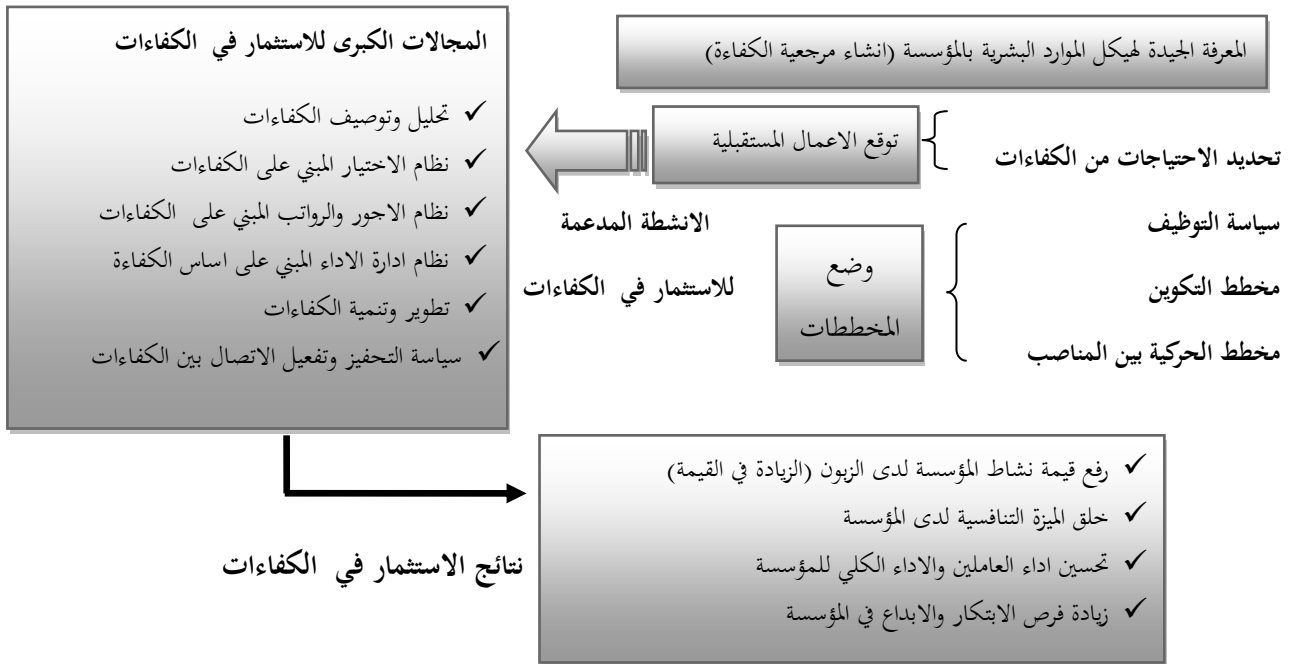 المعرفة الجيدة لهيكل الموارد البشرية بالمؤسسة (انشاء مرجعية الكفاءة)
تحديد الاحتياجات من الكفاءات
توقع الاعمال المستقبلية
سياسة التوظيف
مخطط التكوين
مخطط الحركية بين المناصب
وضع
المخططات
الانشطة المدعمة
للاستثمار في الكفاءات
المجالات الكبرى للاستثمار في الكفاءات
✓ تحليل وتوصيف الكفاءات
✓ نظام الاختيار المبني على الكفاءات
✓ نظام الاجور والرواتب المبني على الكفاءات
✓ نظام ادارة الاداء المبني على اساس الكفاءة
✓ تطوير وتنمية الكفاءات
✓ سياسة التحفيز وتفعيل الاتصال بين الكفاءات
✓ رفع قيمة نشاط المؤسسة لدى الزبون (الزيادة في القيمة)
✓ خلق الميزة التنافسية لدى المؤسسة
✓ تحسين اداء العاملين والاداء الكلي للمؤسسة
✓ زيادة فرص الابتكار والابداع في المؤسسة
نتائج الاستثمار في الكفاءات